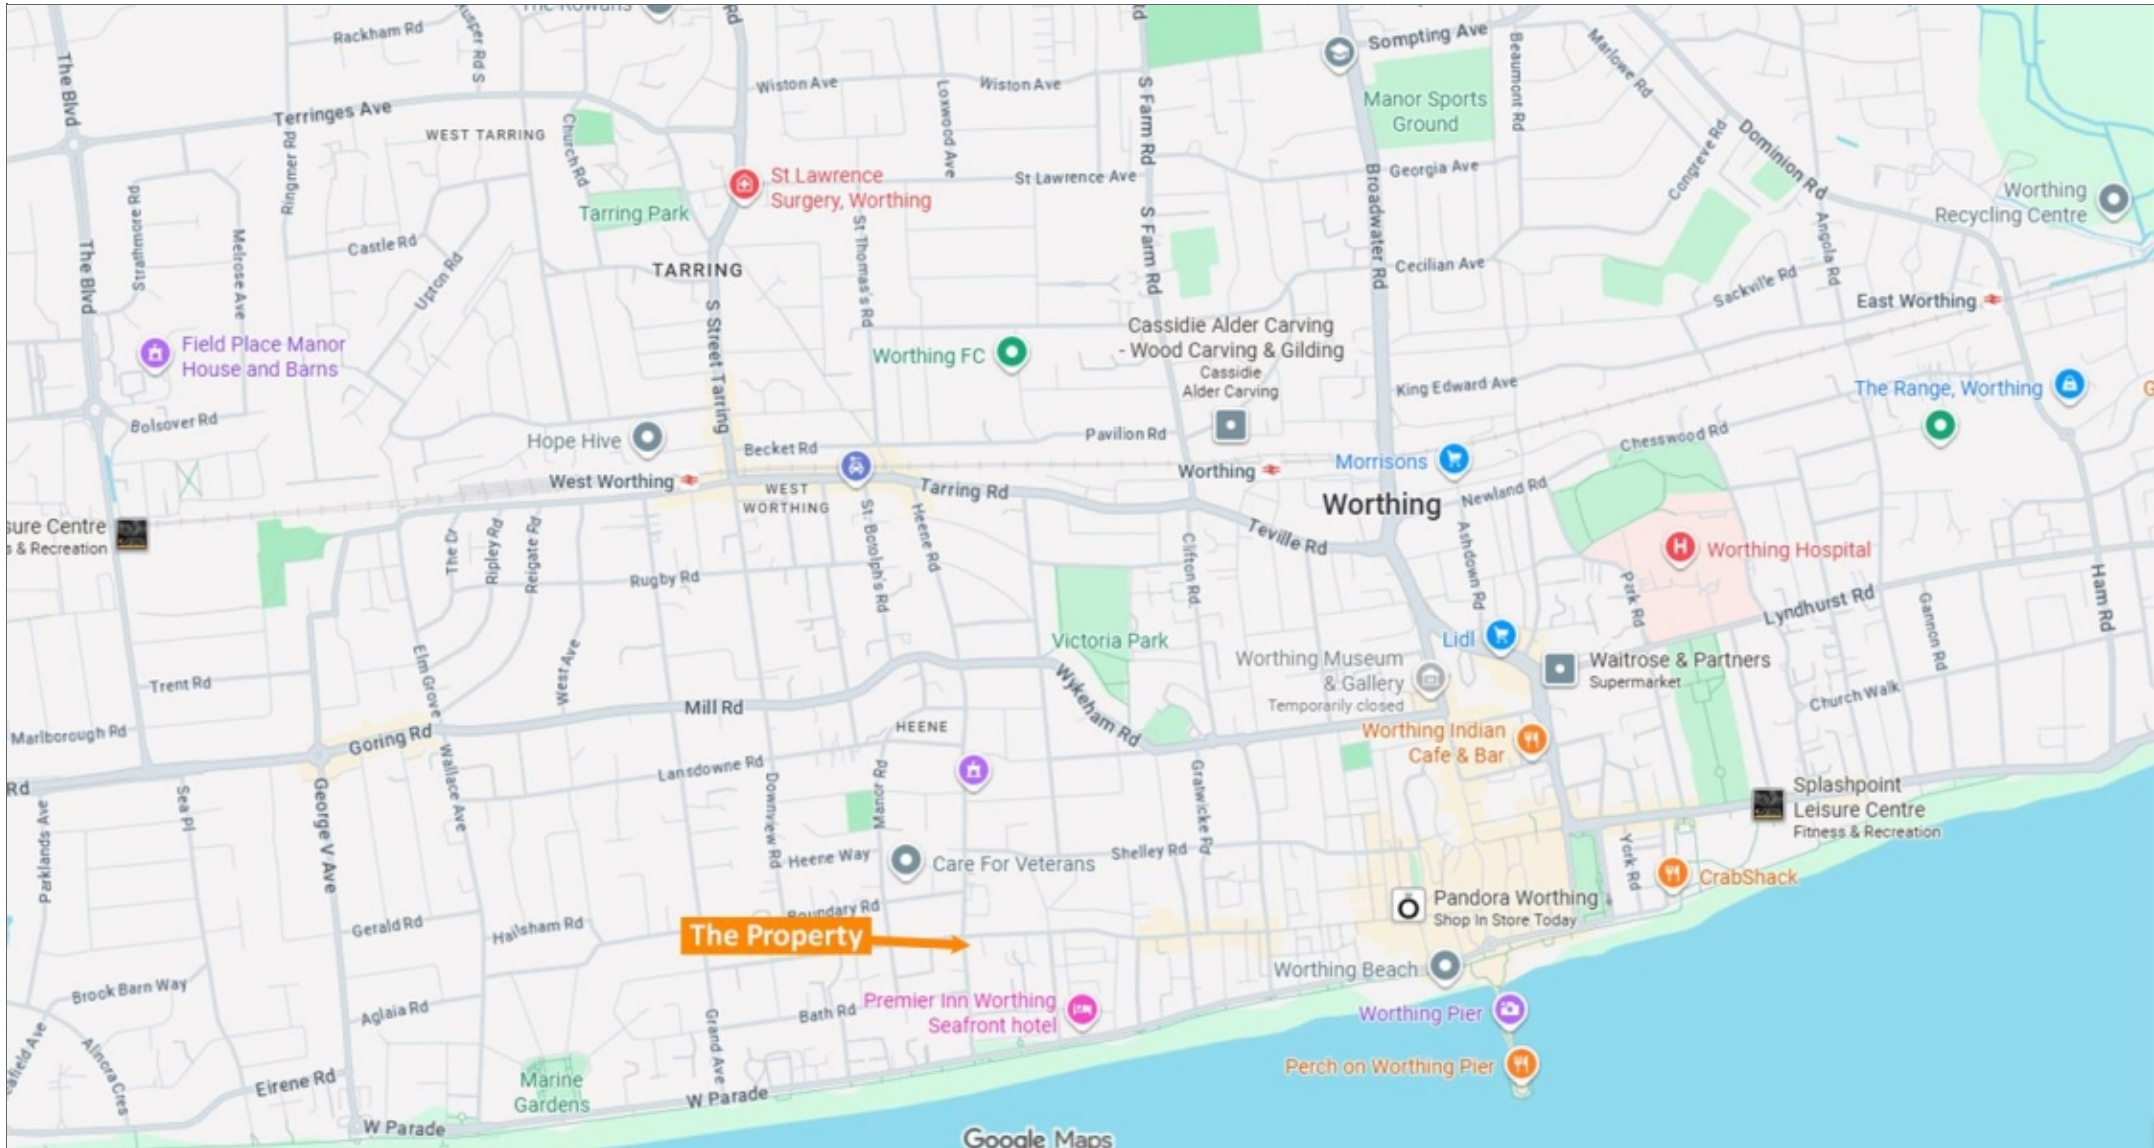 The Rowans
Rd
Rd
Rackham Rd
Rusper Rd S
The Blvd
Sompting Ave
Beaumont Rd
Marlowe Rd
Wiston Ave
Wiston Ave
Loxwood Ave
S Farm Rd
Manor Sports
Ground
Terringes Ave
WEST TARRING
Church Rd
Ringmer Rd
Dominion Rd
Congreve Rd
Georgia Ave
Broadwater Rd
St Lawrence
Surgery, Worthing
St Lawrence Ave
Worthing
Recycling Centre
Strathmore Rd
Tarring Park
The Blvd
Melrose Ave
Castle Rd
Upton Rd
TARRING
St Thomas's Rd
S Farm Rd
Cecilian Ave
Angola Rd
Sackville Rd
East Worthing
S Street Tarring
Field Place Manor
House and Barns
Worthing FC
Cassidie Alder Carving
- Wood Carving & Gilding
Cassidie
Alder Carving
King Edward Ave
The Range, Worthing
G
Bolsover Rd
Hope Hive
Becket Rd
Pavilion Rd
Chesswood Rd
West Worthing
WEST
WORTHING
Tarring Rd
Worthing
Morrisons
Newland Rd
Worthing
sure Centre
s & Recreation
The Dr
Ripley Rd
Reigate Rd
St. Botolph's Rd
Heene Rd
Clifton Rd
Teville Rd
Ashdown Rd
Worthing Hospital
Rugby Rd
Park Rd
Lyndhurst Rd
Gannon Rd
Ham Rd
Elm Grove
West Ave
Victoria Park
Lidl
Worthing Museum
& Gallery
Temporarily closed
Waitrose & Partners
Supermarket
Trent Rd
Wykeham Rd
Church Walk
Mill Rd
Marlborough Rd
Goring Rd
HEENE
Worthing Indian
Cafe & Bar
Rd
Wallace Ave
Lansdowne Rd
Downview Rd
Manor Rd
Gratwicke Rd
Sea Pl
George V Ave
Parklands Ave
Splashpoint
Leisure Centre
Fitness & Recreation
Heene Way
Care For Veterans
Shelley Rd
York Rd
CrabShack
Pandora Worthing
Shop In Store Today
Boundary Rd
Gerald Rd
Hailsham Rd
The Property
Worthing Beach
Brook Barn Way
Aglaia Rd
Grand Ave
Bath Rd
Premier Inn Worthing
Seafront hotel
Worthing Pier
Alinora Cres
Perch on Worthing Pier
Eirene Rd
Marine
Gardens
W Parade
W Parade
Google Maps